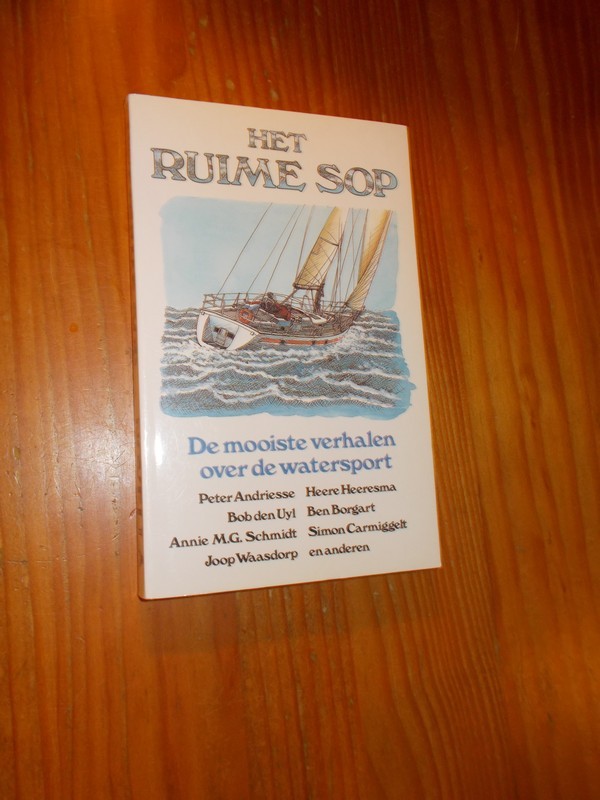 HET
RUIME SOP
De mooiste verhalen
over de watersport
Peter Andriesse Heere Heeresma
Bob den Uyl Ben Borgart
Annie M.G. Schmidt Simon Carmiggelt
Joop Waasdorp en anderen